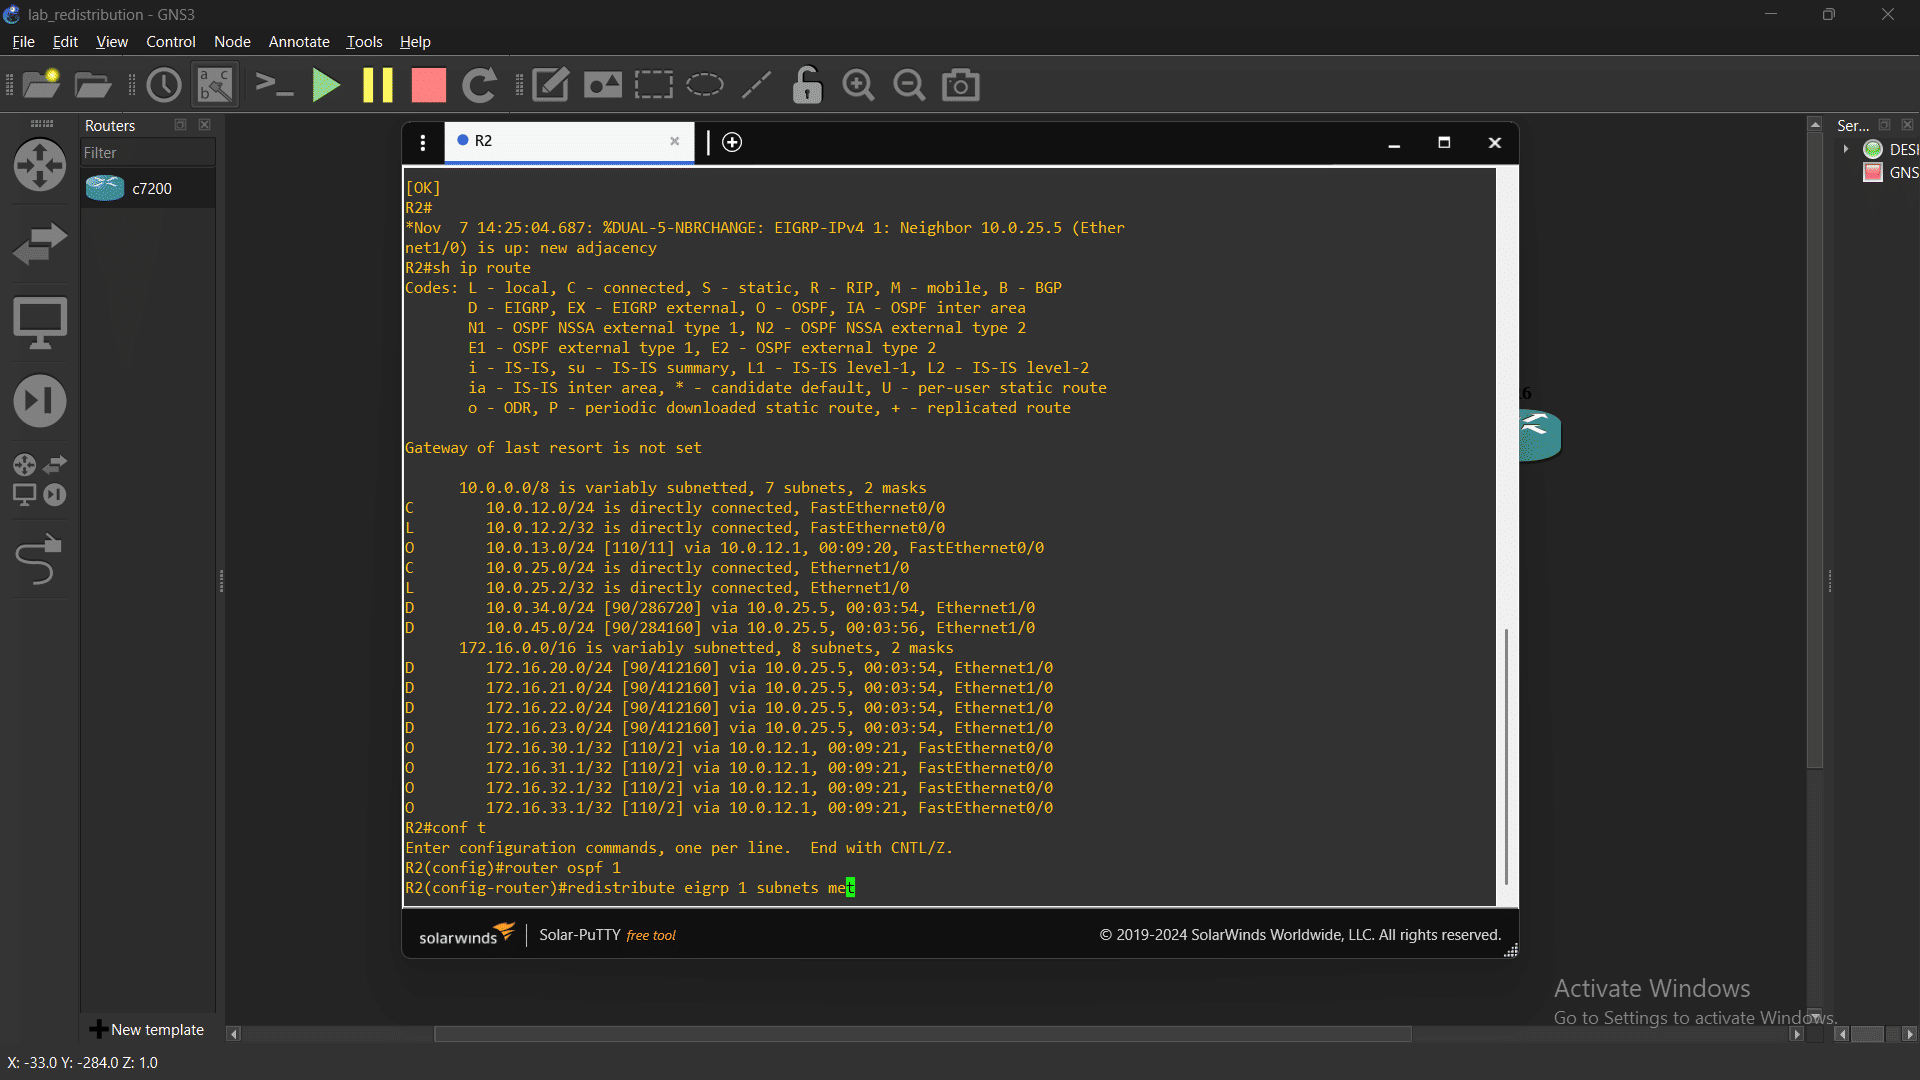 lab_redistribution - GNS3
File Edit View Control Node Annotate Tools Help
Routers
Filter
c7200
R2
Ser...
DESH
GNS
[OK]
R2#
*Nov  7 14:25:04.687: %DUAL-5-NBRCHANGE: EIGRP-IPv4 1: Neighbor 10.0.25.5 (Ether
net1/0) is up: new adjacency
R2#sh ip route
Codes: L - local, C - connected, S - static, R - RIP, M - mobile, B - BGP
D - EIGRP, EX - EIGRP external, O - OSPF, IA - OSPF inter area
N1 - OSPF NSSA external type 1, N2 - OSPF NSSA external type 2
E1 - OSPF external type 1, E2 - OSPF external type 2
i - IS-IS, su - IS-IS summary, L1 - IS-IS level-1, L2 - IS-IS level-2
ia - IS-IS inter area, * - candidate default, U - per-user static route
o - ODR, P - periodic downloaded static route, + - replicated route
Gateway of last resort is not set
10.0.0.0/8 is variably subnetted, 7 subnets, 2 masks
C 10.0.12.0/24 is directly connected, FastEthernet0/0
L 10.0.12.2/32 is directly connected, FastEthernet0/0
O 10.0.13.0/24 [110/11] via 10.0.12.1, 00:09:20, FastEthernet0/0
C 10.0.25.0/24 is directly connected, Ethernet1/0
L 10.0.25.2/32 is directly connected, Ethernet1/0
D 10.0.34.0/24 [90/286720] via 10.0.25.5, 00:03:54, Ethernet1/0
D 10.0.45.0/24 [90/284160] via 10.0.25.5, 00:03:56, Ethernet1/0
172.16.0.0/16 is variably subnetted, 8 subnets, 2 masks
D 172.16.20.0/24 [90/412160] via 10.0.25.5, 00:03:54, Ethernet1/0
D 172.16.21.0/24 [90/412160] via 10.0.25.5, 00:03:54, Ethernet1/0
D 172.16.22.0/24 [90/412160] via 10.0.25.5, 00:03:54, Ethernet1/0
D 172.16.23.0/24 [90/412160] via 10.0.25.5, 00:03:54, Ethernet1/0
O 172.16.30.1/32 [110/2] via 10.0.12.1, 00:09:21, FastEthernet0/0
O 172.16.31.1/32 [110/2] via 10.0.12.1, 00:09:21, FastEthernet0/0
O 172.16.32.1/32 [110/2] via 10.0.12.1, 00:09:21, FastEthernet0/0
O 172.16.33.1/32 [110/2] via 10.0.12.1, 00:09:21, FastEthernet0/0
R2#conf t
Enter configuration commands, one per line.  End with CNTL/Z.
R2(config)#router ospf 1
R2(config-router)#redistribute eigrp 1 subnets met
solarwinds Solar-PuTTY free tool
© 2019-2024 SolarWinds Worldwide, LLC. All rights reserved.
Activate Windows
Go to Settings to activate Windows.
New template
X: -33.0 Y: -284.0 Z: 1.0